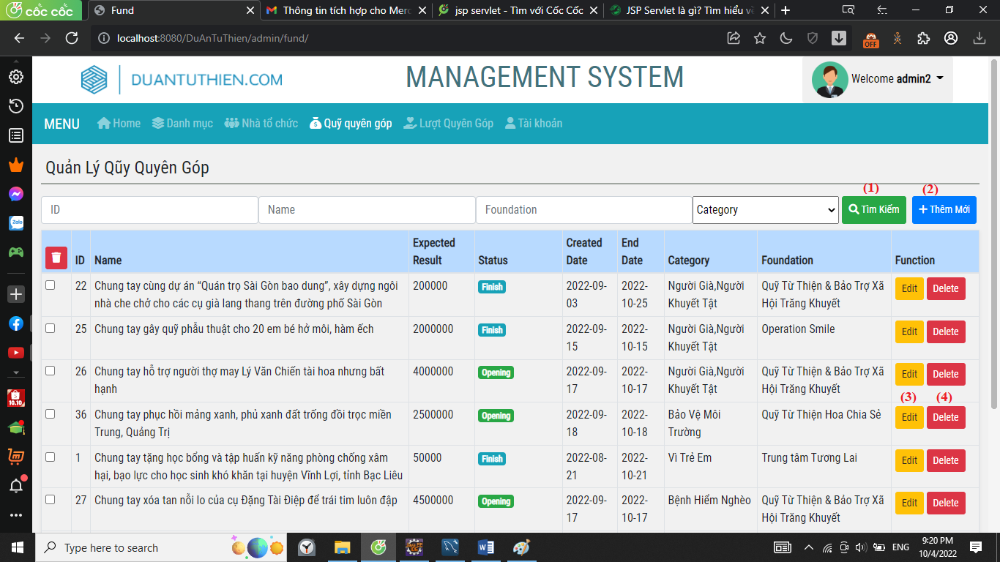 cốc cốc
Fund
Thông tin tích hợp cho Merc
jsp servlet - Tìm với Cốc Cốc
JSP Servlet là gì? Tìm hiểu về
localhost:8080/DuAnTuThien/admin/fund/
OFF
DUANTUTHIEN.COM
MANAGEMENT SYSTEM
Welcome admin2
MENU Home Danh mục Nhà tổ chức Quỹ quyên góp Lượt Quyên Góp Tài khoản
Quản Lý Qũy Quyên Góp
(1) (2)
ID Name Foundation Category Tìm Kiếm Thêm Mới
ID Name Expected Result Status Created Date End Date Category Foundation Function
22 Chung tay cùng dự án “Quán trọ Sài Gòn bao dung”, xây dựng ngôi 200000 Finish 2022-09- 2022- Người Già,Người Quỹ Từ Thiện & Bảo Trợ Xã Edit Delete
nhà che chở cho các cụ già lang thang trên đường phố Sài Gòn 03 10-25 Khuyết Tật Hội Trăng Khuyết
25 Chung tay gây quỹ phẫu thuật cho 20 em bé hở môi, hàm ếch 2000000 Finish 2022-09- 2022- Người Già,Người Operation Smile Edit Delete
15 10-15 Khuyết Tật
26 Chung tay hỗ trợ người thợ may Lý Văn Chiến tài hoa nhưng bất 4000000 Opening 2022-09- 2022- Người Già,Người Quỹ Từ Thiện & Bảo Trợ Xã Edit Delete
hạnh 17 10-17 Khuyết Tật Hội Trăng Khuyết
(3) (4)
36 Chung tay phục hồi mảng xanh, phủ xanh đất trống đồi trọc miền 2500000 Opening 2022-09- 2022- Bảo Vệ Môi Quỹ Từ Thiện Hoa Chia Sẻ Edit Delete
Trung, Quảng Trị 18 10-18 Trường
1 Chung tay tặng học bổng và tập huấn kỹ năng phòng chống xâm 50000 Finish 2022-08- 2022- Vì Trẻ Em Trung tâm Tương Lai Edit Delete
hại, bạo lực cho học sinh khó khăn tại huyện Vĩnh Lợi, tỉnh Bạc Liêu 21 10-21
27 Chung tay xóa tan nỗi lo của cụ Đặng Tài Điệp để trái tim luôn đập 4500000 Opening 2022-09- 2022- Bệnh Hiểm Nghèo Quỹ Từ Thiện & Bảo Trợ Xã Edit Delete
17 10-17 Hội Trăng Khuyết
Zalo
10.10
Type here to search
ENG
9:20 PM
10/4/2022